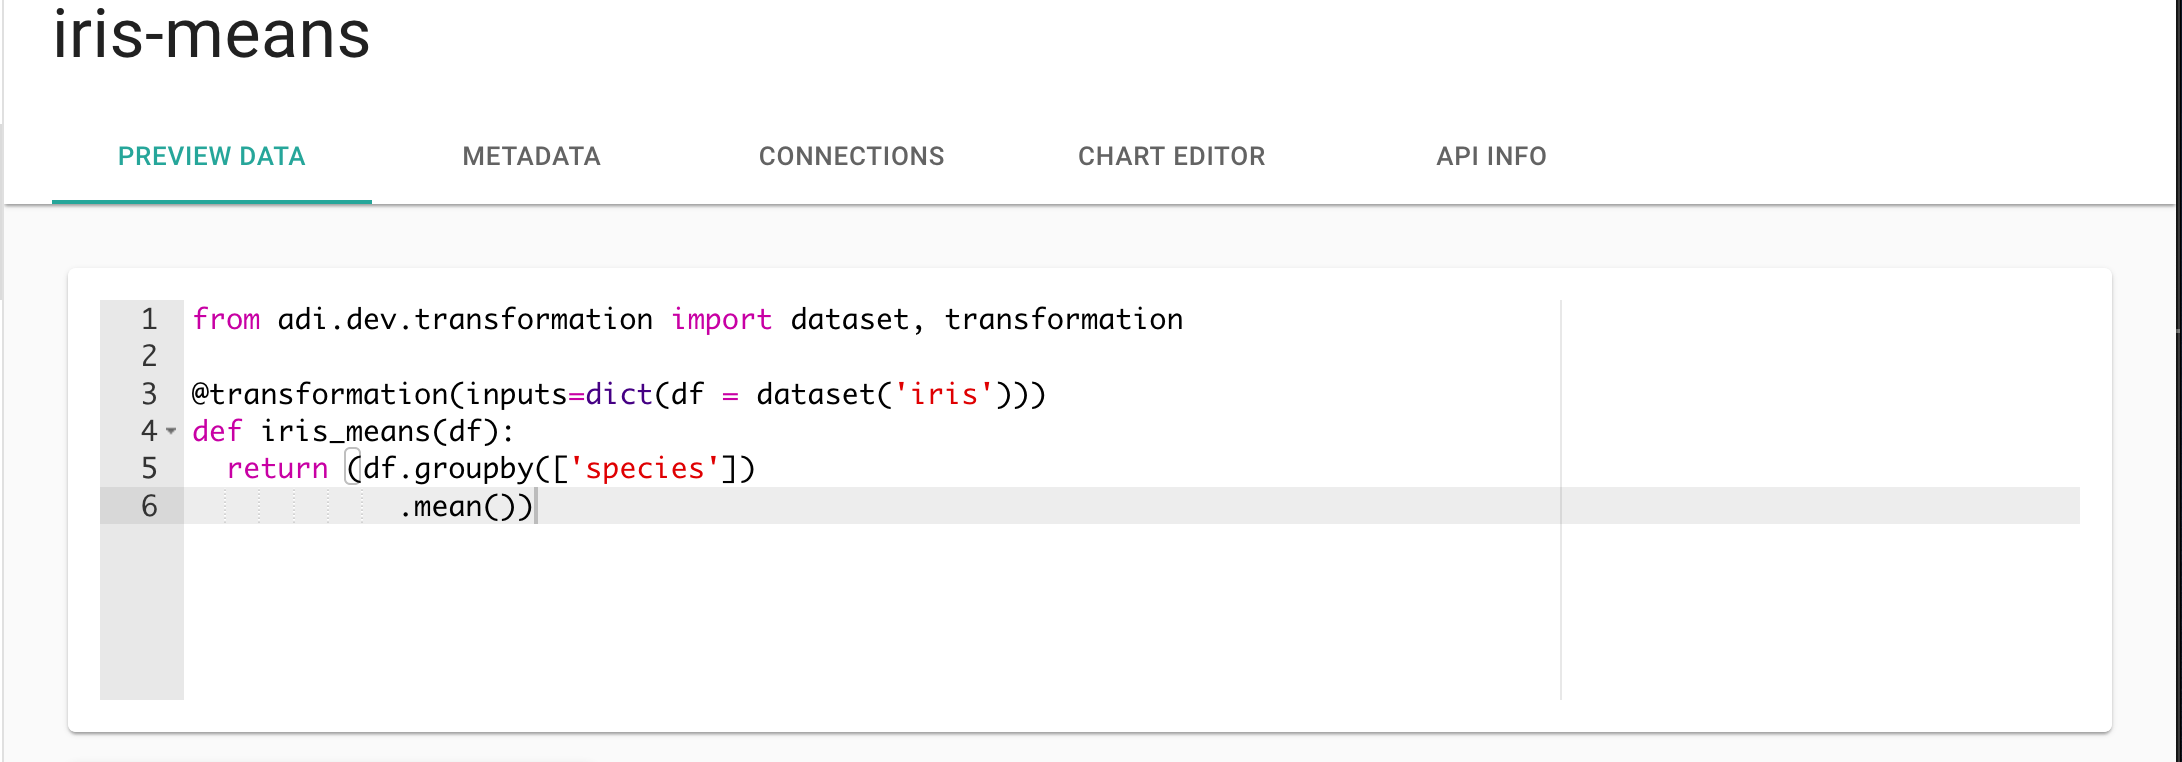 iris-means
PREVIEW DATA METADATA CONNECTIONS CHART EDITOR API INFO
1 from adi.dev.transformation import dataset, transformation
2
3 @transformation(inputs=dict(df = dataset('iris')))
4 def iris_means(df):
5   return (df.groupby(['species'])
6             .mean())